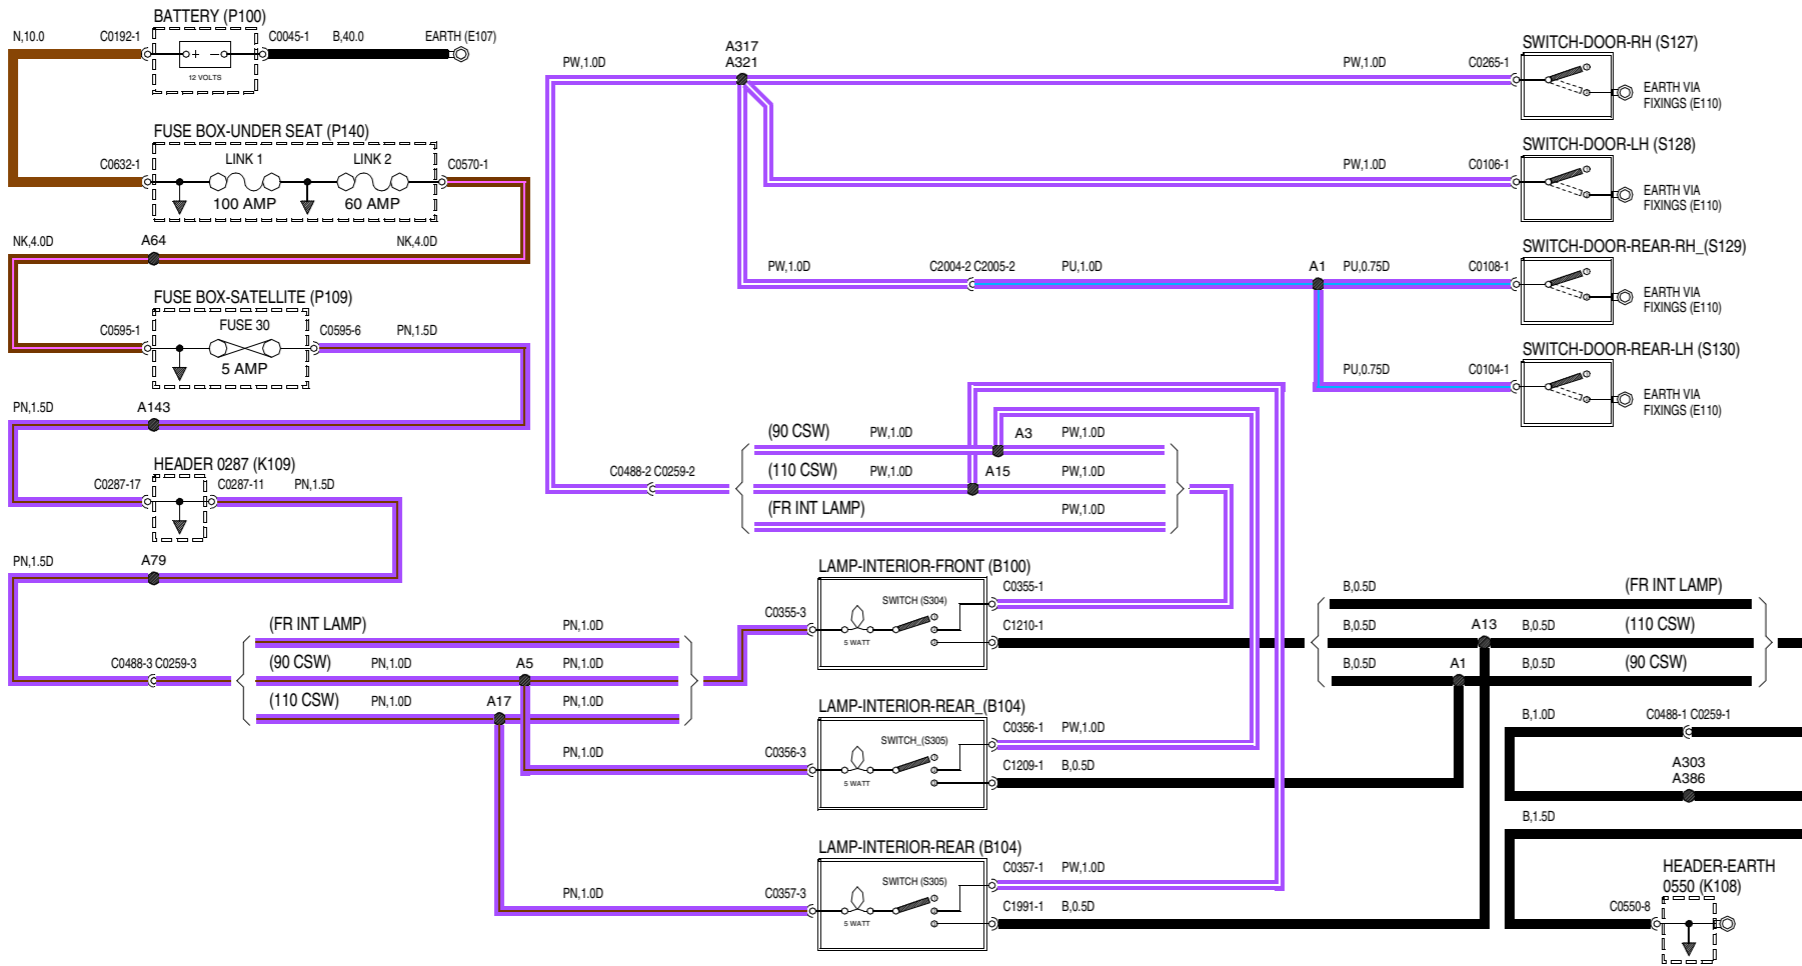 BATTERY (P100)
N,10.0
C0192-1
C0045-1
B,40.0
EARTH (E107)
+
–
12 VOLTS
FUSE BOX-UNDER SEAT (P140)
C0632-1
LINK 1
LINK 2
C0570-1
100 AMP
60 AMP
NK,4.0D
A64
NK,4.0D
FUSE BOX-SATELLITE (P109)
C0595-1
FUSE 30
C0595-6
PN,1.5D
5 AMP
PN,1.5D
A143
HEADER 0287 (K109)
C0287-17
C0287-11
PN,1.5D
PN,1.5D
A79
C0488-3 C0259-3
(FR INT LAMP)
PN,1.0D
(90 CSW)
PN,1.0D
A5
PN,1.0D
(110 CSW)
PN,1.0D
A17
PN,1.0D
PN,1.0D
PN,1.0D
A317
A321
PW,1.0D
PW,1.0D
C0265-1
SWITCH-DOOR-RH (S127)
EARTH VIA
FIXINGS (E110)
PW,1.0D
C0106-1
SWITCH-DOOR-LH (S128)
EARTH VIA
FIXINGS (E110)
PW,1.0D
C2004-2 C2005-2
PU,1.0D
A1
PU,0.75D
C0108-1
SWITCH-DOOR-REAR-RH_(S129)
EARTH VIA
FIXINGS (E110)
PU,0.75D
C0104-1
SWITCH-DOOR-REAR-LH (S130)
EARTH VIA
FIXINGS (E110)
C0488-2 C0259-2
(90 CSW)
PW,1.0D
A3
PW,1.0D
(110 CSW)
PW,1.0D
A15
PW,1.0D
(FR INT LAMP)
PW,1.0D
LAMP-INTERIOR-FRONT (B100)
C0355-3
SWITCH (S304)
5 WATT
C0355-1
C1210-1
LAMP-INTERIOR-REAR_(B104)
C0356-3
SWITCH_(S305)
5 WATT
C0356-1
PW,1.0D
C1209-1
B,0.5D
LAMP-INTERIOR-REAR (B104)
C0357-3
SWITCH (S305)
5 WATT
C0357-1
PW,1.0D
C1991-1
B,0.5D
B,0.5D
(FR INT LAMP)
B,0.5D
A13
B,0.5D
(110 CSW)
B,0.5D
A1
B,0.5D
(90 CSW)
B,1.0D
C0488-1 C0259-1
A303
A386
B,1.5D
HEADER-EARTH
0550 (K108)
C0550-8